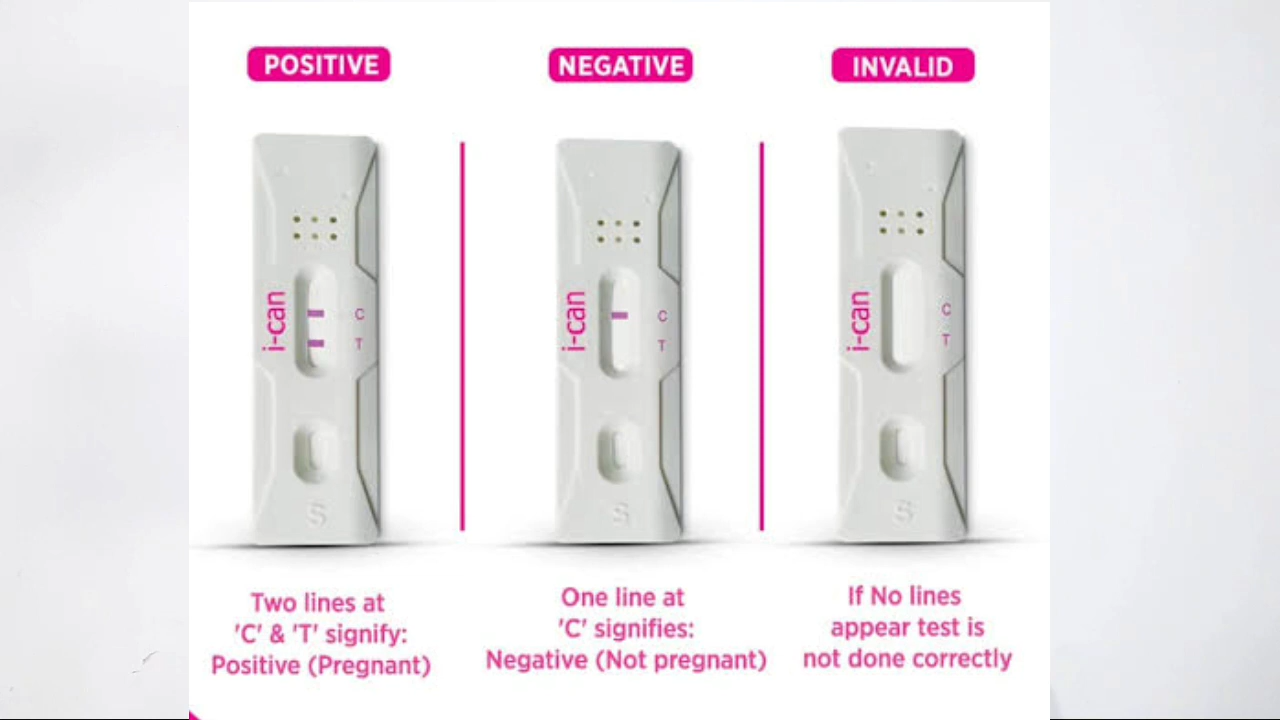 POSITIVE
i-can
C
T
S
Two lines at
'C' & 'T' signify:
Positive (Pregnant)
NEGATIVE
i-can
C
T
S
One line at
'C' signifies:
Negative (Not pregnant)
INVALID
i-can
C
T
S
If No lines
appear test is
not done correctly